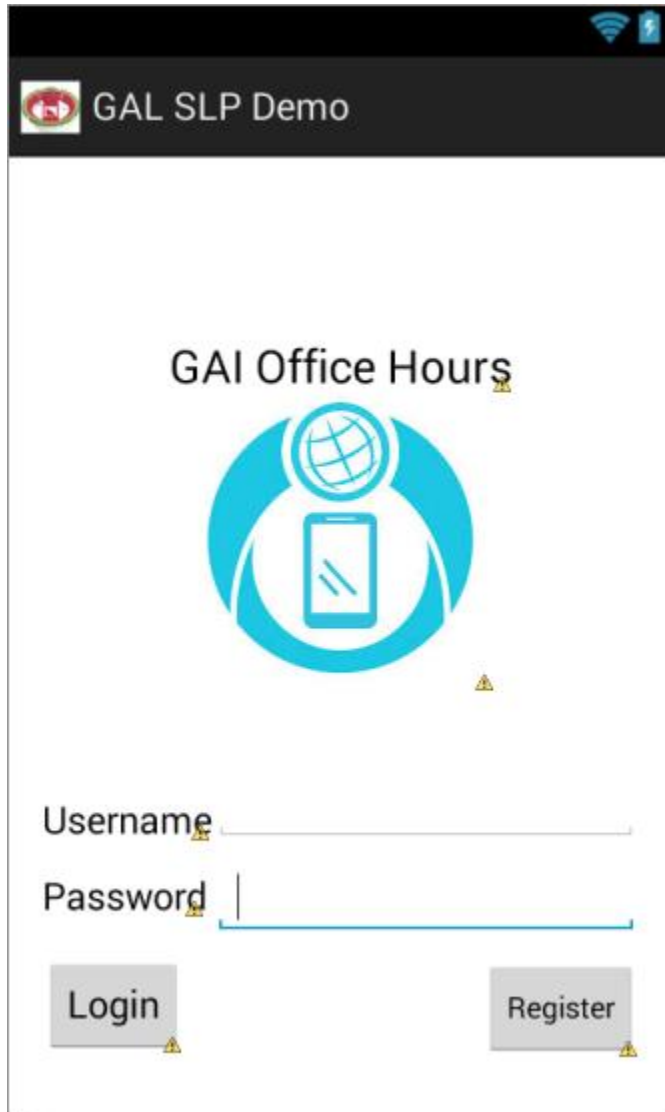 GAL SLP Demo
GAI Office Hours
Username
Password
Login
Register